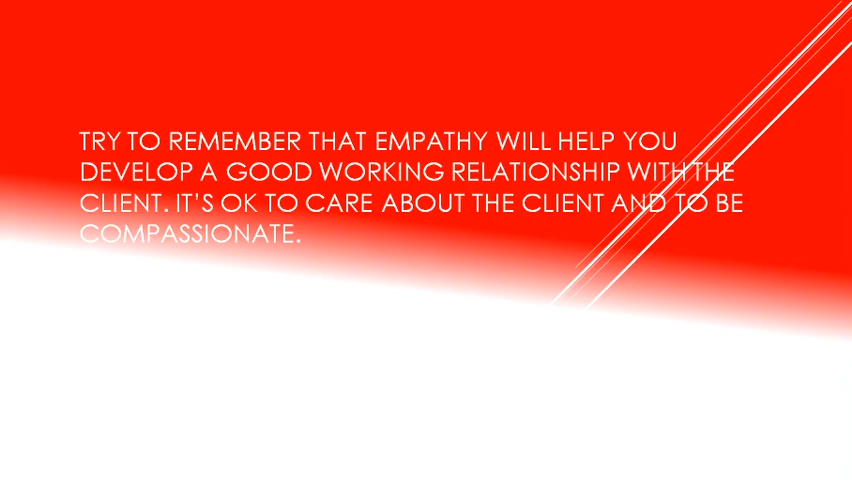 TRY TO REMEMBER THAT EMPATHY WILL HELP YOU
DEVELOP A GOOD WORKING RELATIONSHIP WITH THE
CLIENT. IT'S OK TO CARE ABOUT THE CLIENT AND TO BE
COMPASSIONATE.